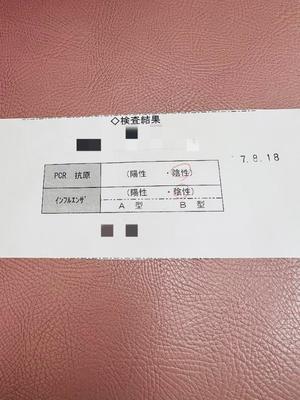 ◇検査結果
7.8.18
PCR 抗原 (陽性 ・陰性)
インフルエンザ (陽性 ・陰性)
A 型 B 型